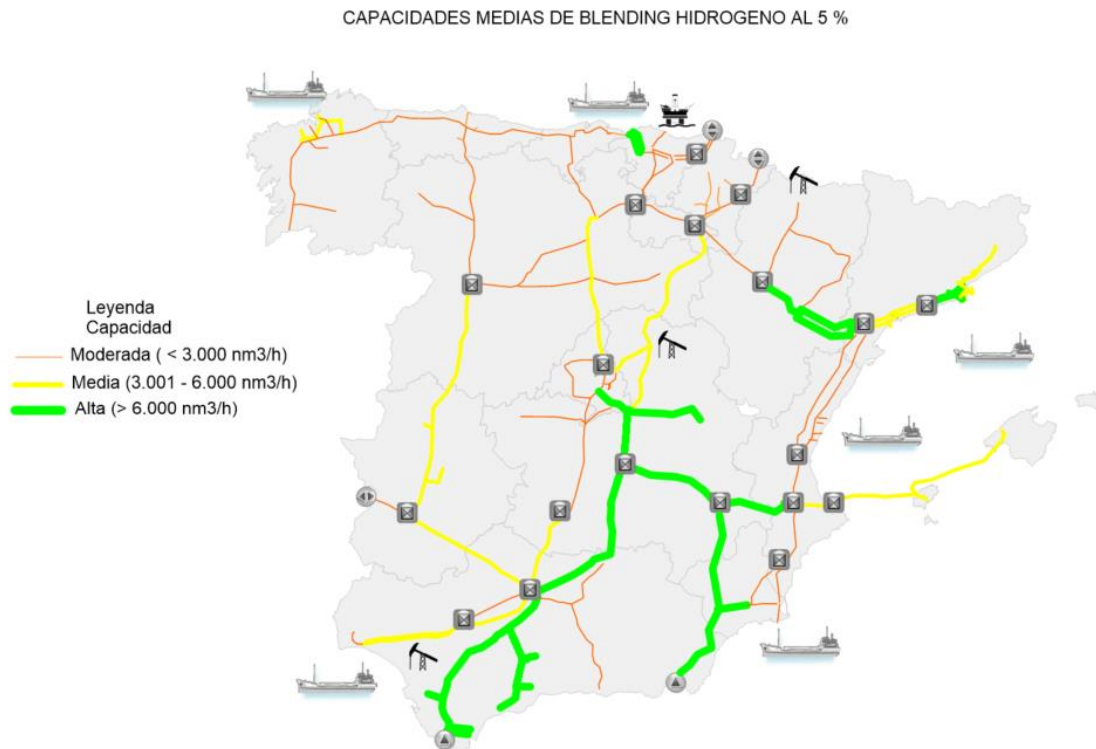 CAPACIDADES MEDIAS DE BLENDING HIDROGENO AL 5 %
Leyenda
Capacidad
Moderada ( < 3.000 nm3/h)
Media (3.001 - 6.000 nm3/h)
Alta (> 6.000 nm3/h)